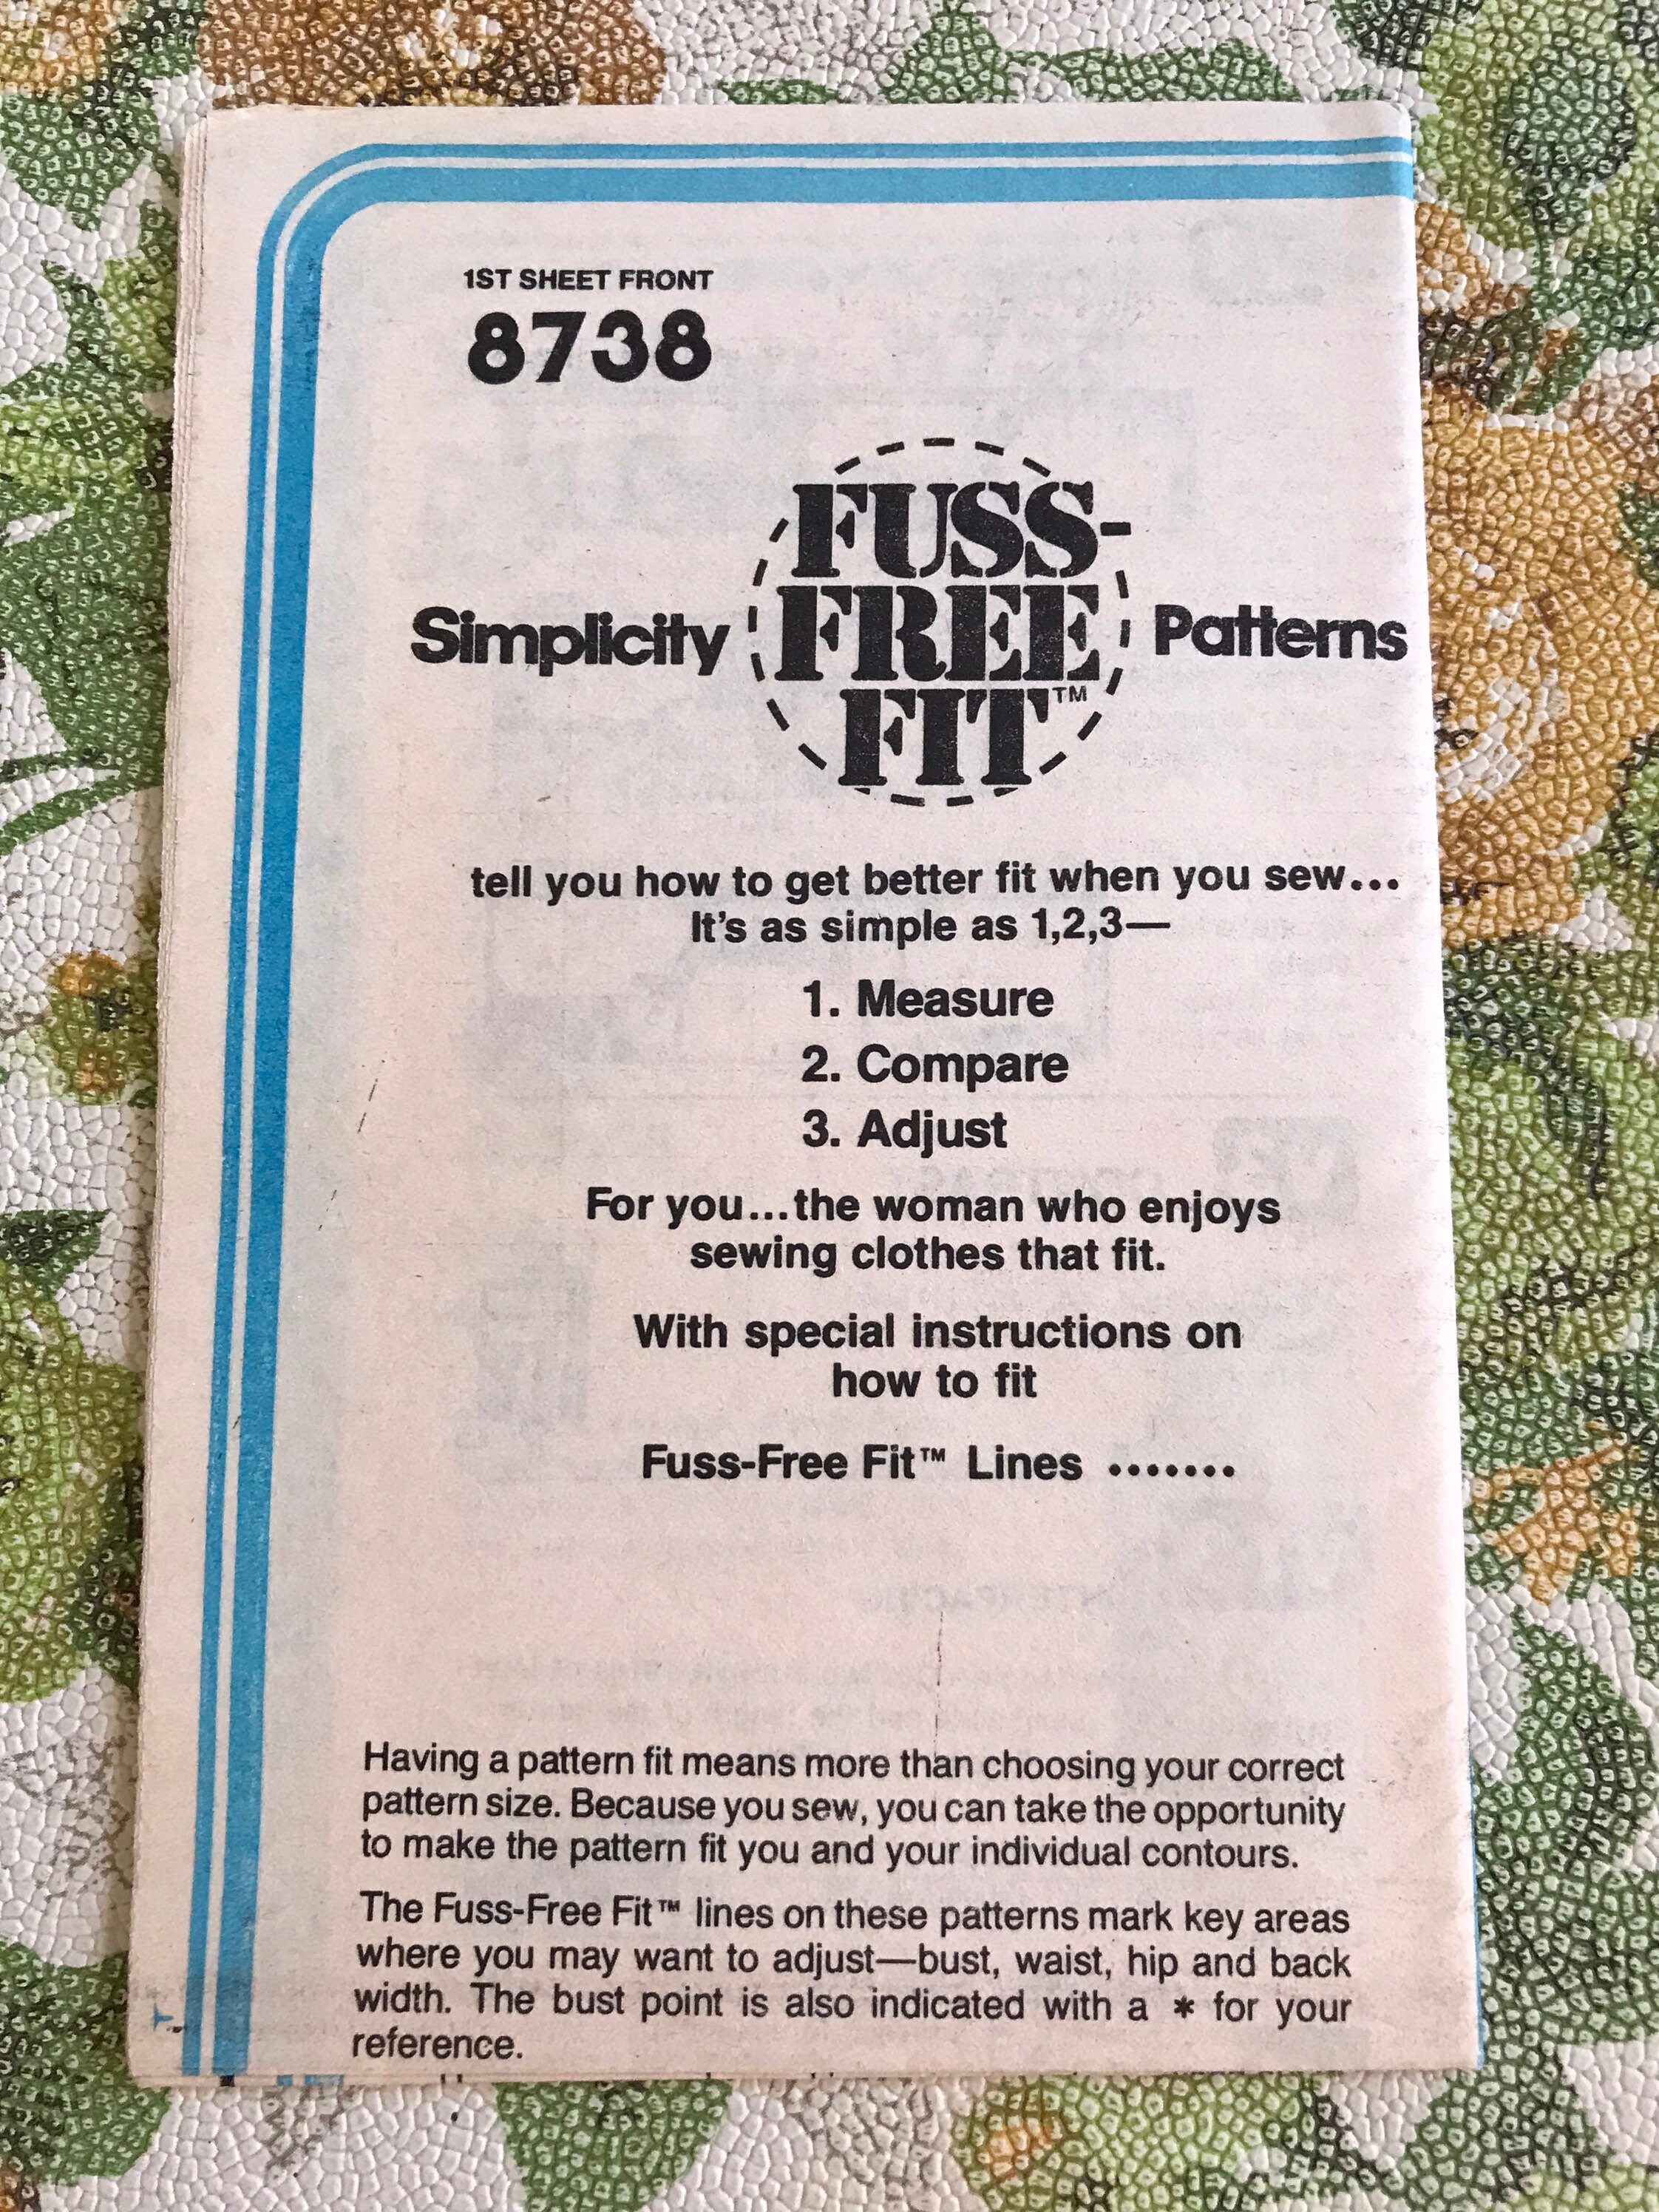 1ST SHEET FRONT
8738
Simplicity FUSS-
FREE
FIT™ Patterns
tell you how to get better fit when you sew...
It's as simple as 1,2,3—
1. Measure
2. Compare
3. Adjust
For you...the woman who enjoys
sewing clothes that fit.
With special instructions on
how to fit
Fuss-Free Fit™ Lines •••••••
Having a pattern fit means more than choosing your correct
pattern size. Because you sew, you can take the opportunity
to make the pattern fit you and your individual contours.
The Fuss-Free Fit™ lines on these patterns mark key areas
where you may want to adjust—bust, waist, hip and back
width. The bust point is also indicated with a * for your
reference.